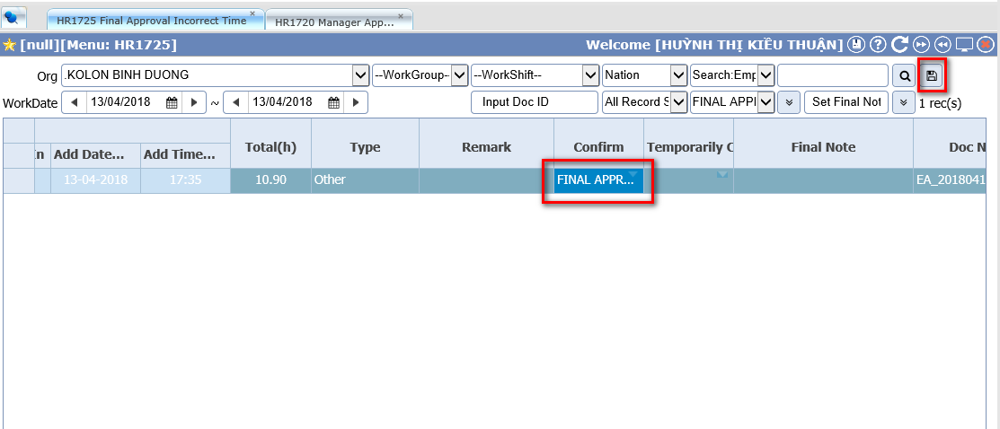 HR1725 Final Approval Incorrect Time × HR1720 Manager App... ×
[null][Menu: HR1725] Welcome [HUỲNH THỊ KIỀU THUẬN]
Org .KOLON BINH DUONG --WorkGroup- --WorkShift-- Nation Search:Emp
WorkDate 13/04/2018 ~ 13/04/2018 Input Doc ID All Record S FINAL APPI Set Final Not 1 rec(s)
In Add Date... Add Time... Total(h) Type Remark Confirm Temporarily C Final Note Doc N
13-04-2018 17:35 10.90 Other FINAL APPR... EA_2018041